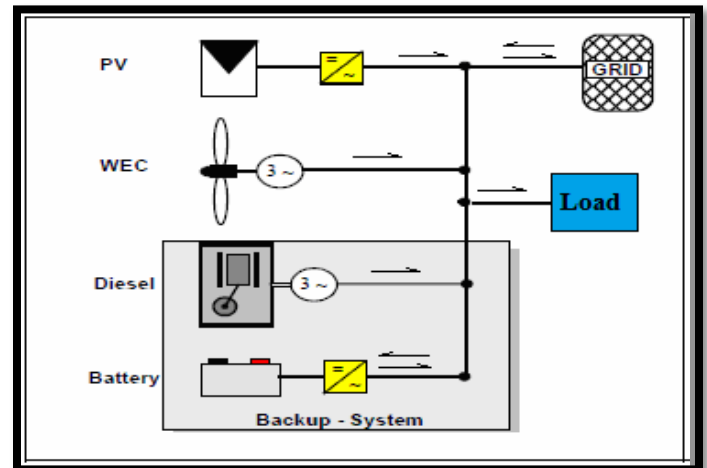 PV
=
~
GRID
WEC
3 ~
Load
Diesel
3 ~
Battery
=
~
Backup - System